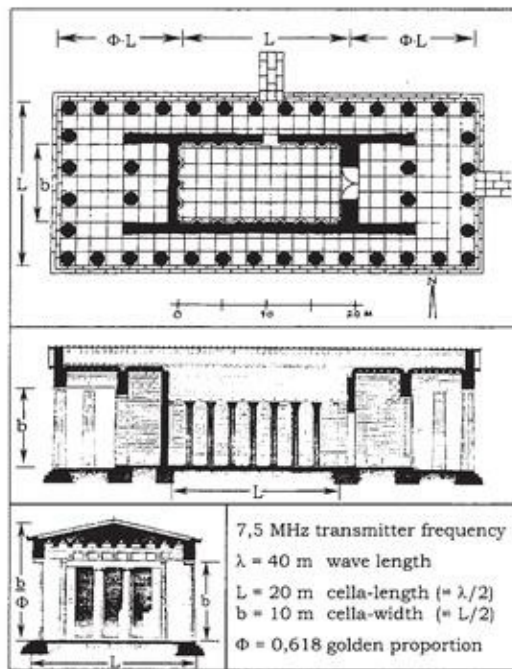 Φ·L L Φ·L
L'
b'
0 10 20 M
N
b'
L
Φ b'
b'
L
7,5 MHz transmitter frequency
λ = 40 m wave length
L = 20 m cella-length (= λ/2)
b = 10 m cella-width (= L/2)
Φ = 0,618 golden proportion